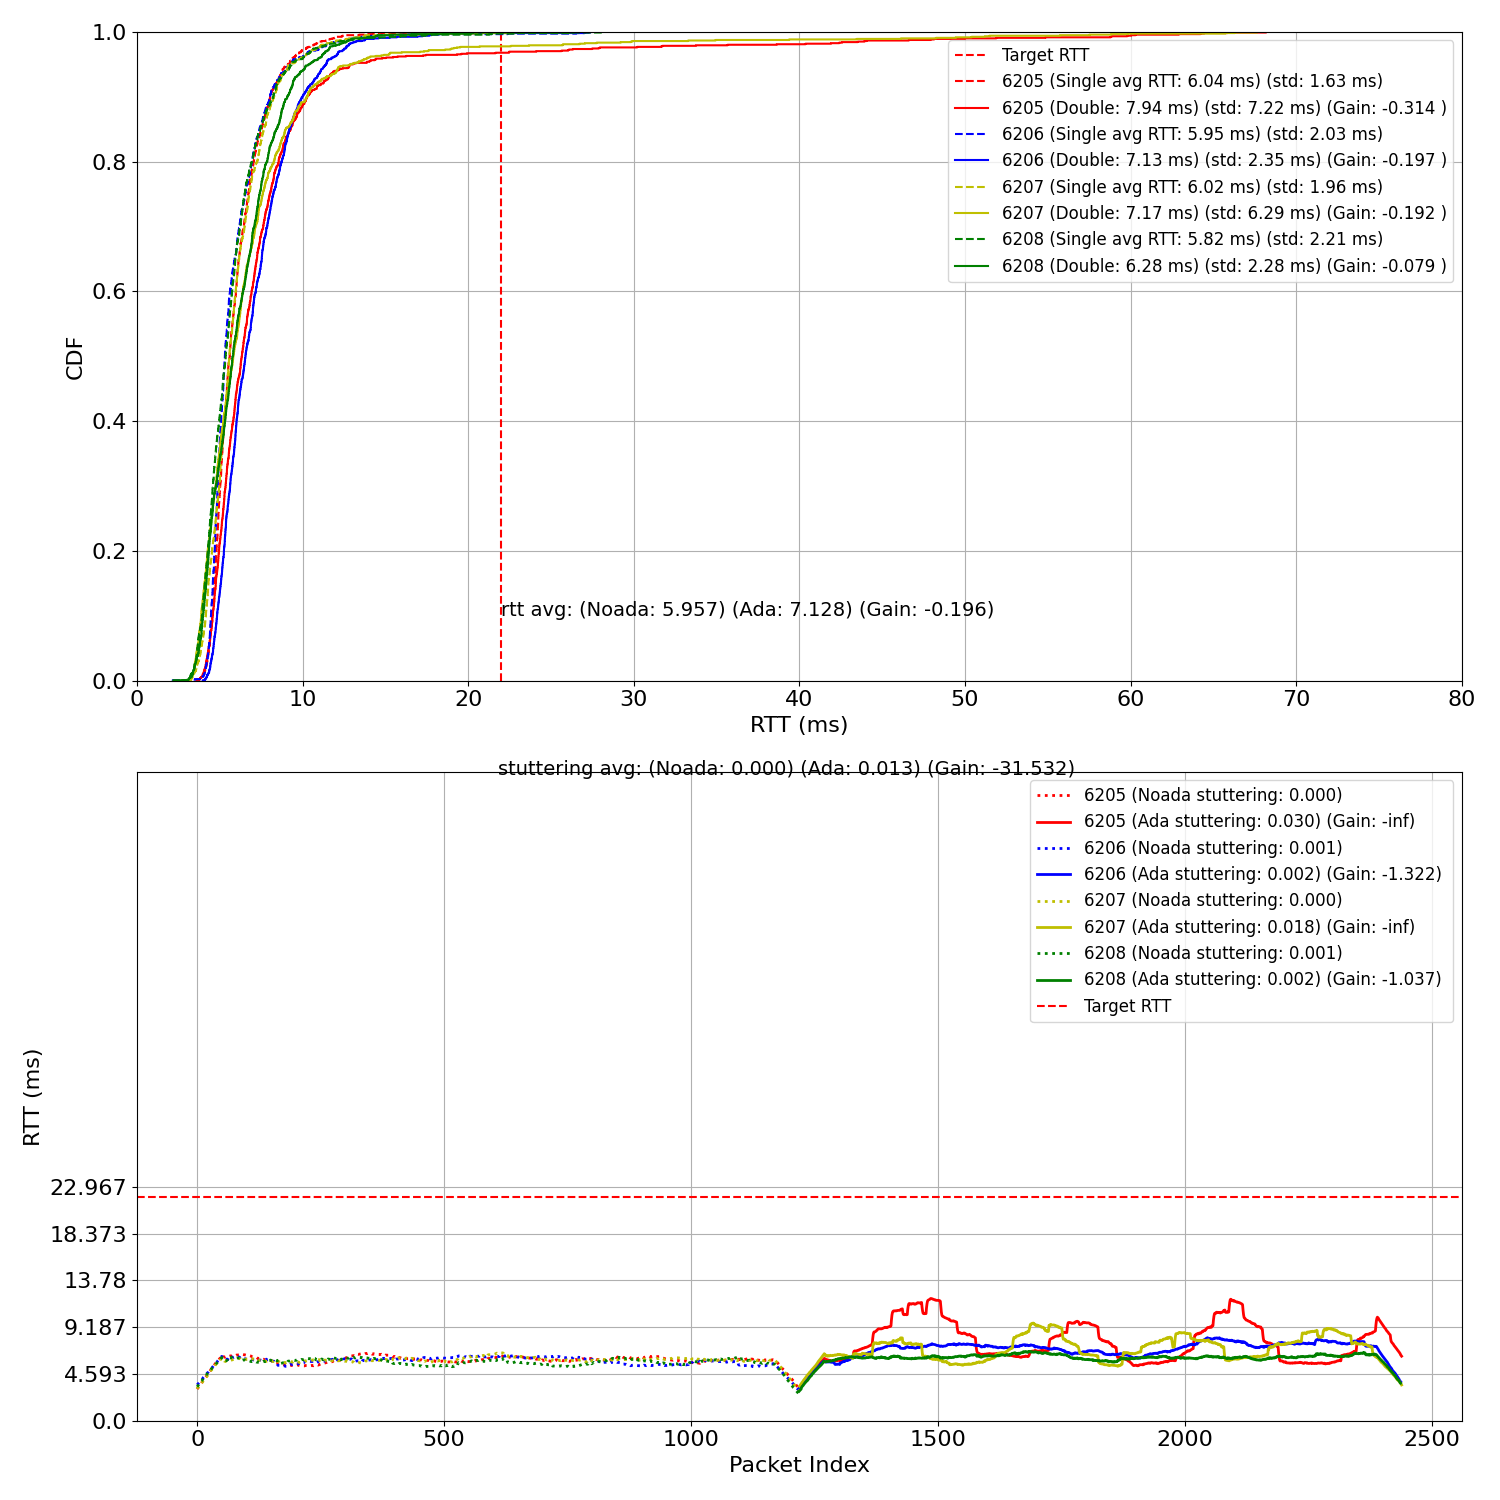 1.0
0.8
0.6
0.4
0.2
0.0
CDF
Target RTT
6205 (Single avg RTT: 6.04 ms) (std: 1.63 ms)
6205 (Double: 7.94 ms) (std: 7.22 ms) (Gain: -0.314 )
6206 (Single avg RTT: 5.95 ms) (std: 2.03 ms)
6206 (Double: 7.13 ms) (std: 2.35 ms) (Gain: -0.197 )
6207 (Single avg RTT: 6.02 ms) (std: 1.96 ms)
6207 (Double: 7.17 ms) (std: 6.29 ms) (Gain: -0.192 )
6208 (Single avg RTT: 5.82 ms) (std: 2.21 ms)
6208 (Double: 6.28 ms) (std: 2.28 ms) (Gain: -0.079 )
rtt avg: (Noada: 5.957) (Ada: 7.128) (Gain: -0.196)
0 10 20 30 40 50 60 70 80
RTT (ms)
stuttering avg: (Noada: 0.000) (Ada: 0.013) (Gain: -31.532)
6205 (Noada stuttering: 0.000)
6205 (Ada stuttering: 0.030) (Gain: -inf)
6206 (Noada stuttering: 0.001)
6206 (Ada stuttering: 0.002) (Gain: -1.322)
6207 (Noada stuttering: 0.000)
6207 (Ada stuttering: 0.018) (Gain: -inf)
6208 (Noada stuttering: 0.001)
6208 (Ada stuttering: 0.002) (Gain: -1.037)
Target RTT
RTT (ms)
22.967
18.373
13.78
9.187
4.593
0.0
0 500 1000 1500 2000 2500
Packet Index